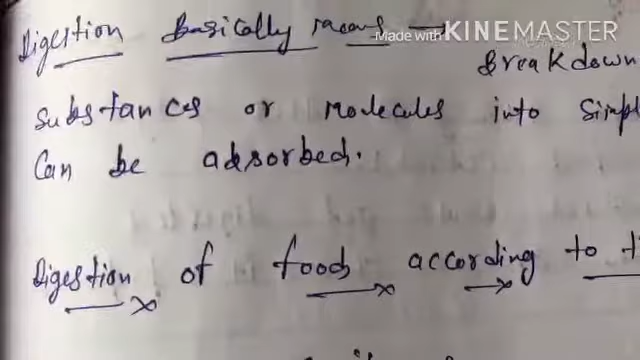 Digestion Basically means → Made with KINEMASTER
Breakdown
Substances or molecules into simpl
Can be adsorbed.
Digestion of foods according to t